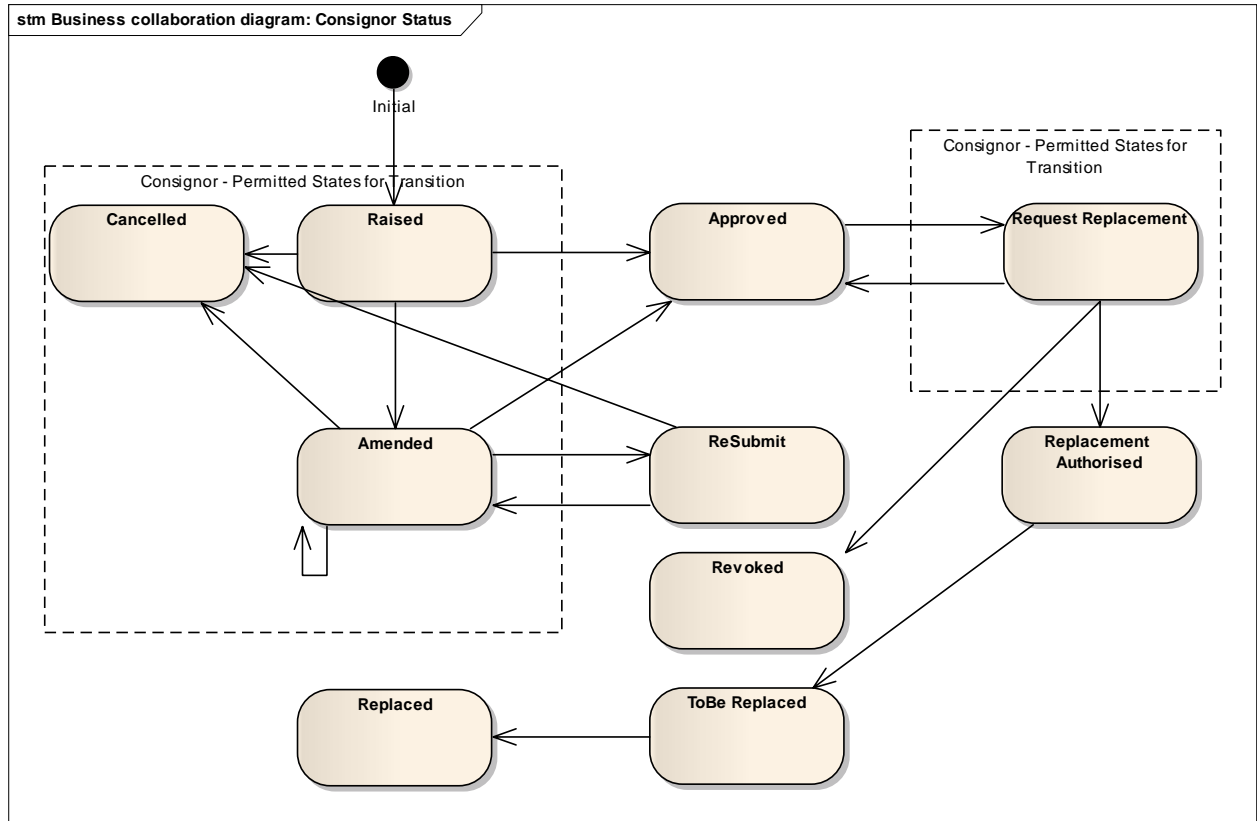 stm Business collaboration diagram: Consignor Status
Initial
Consignor - Permitted States for Transition
Consignor - Permitted States for
Transition
Cancelled
Raised
Approved
Request Replacement
Amended
ReSubmit
Replacement
Authorised
Revoked
Replaced
ToBe Replaced